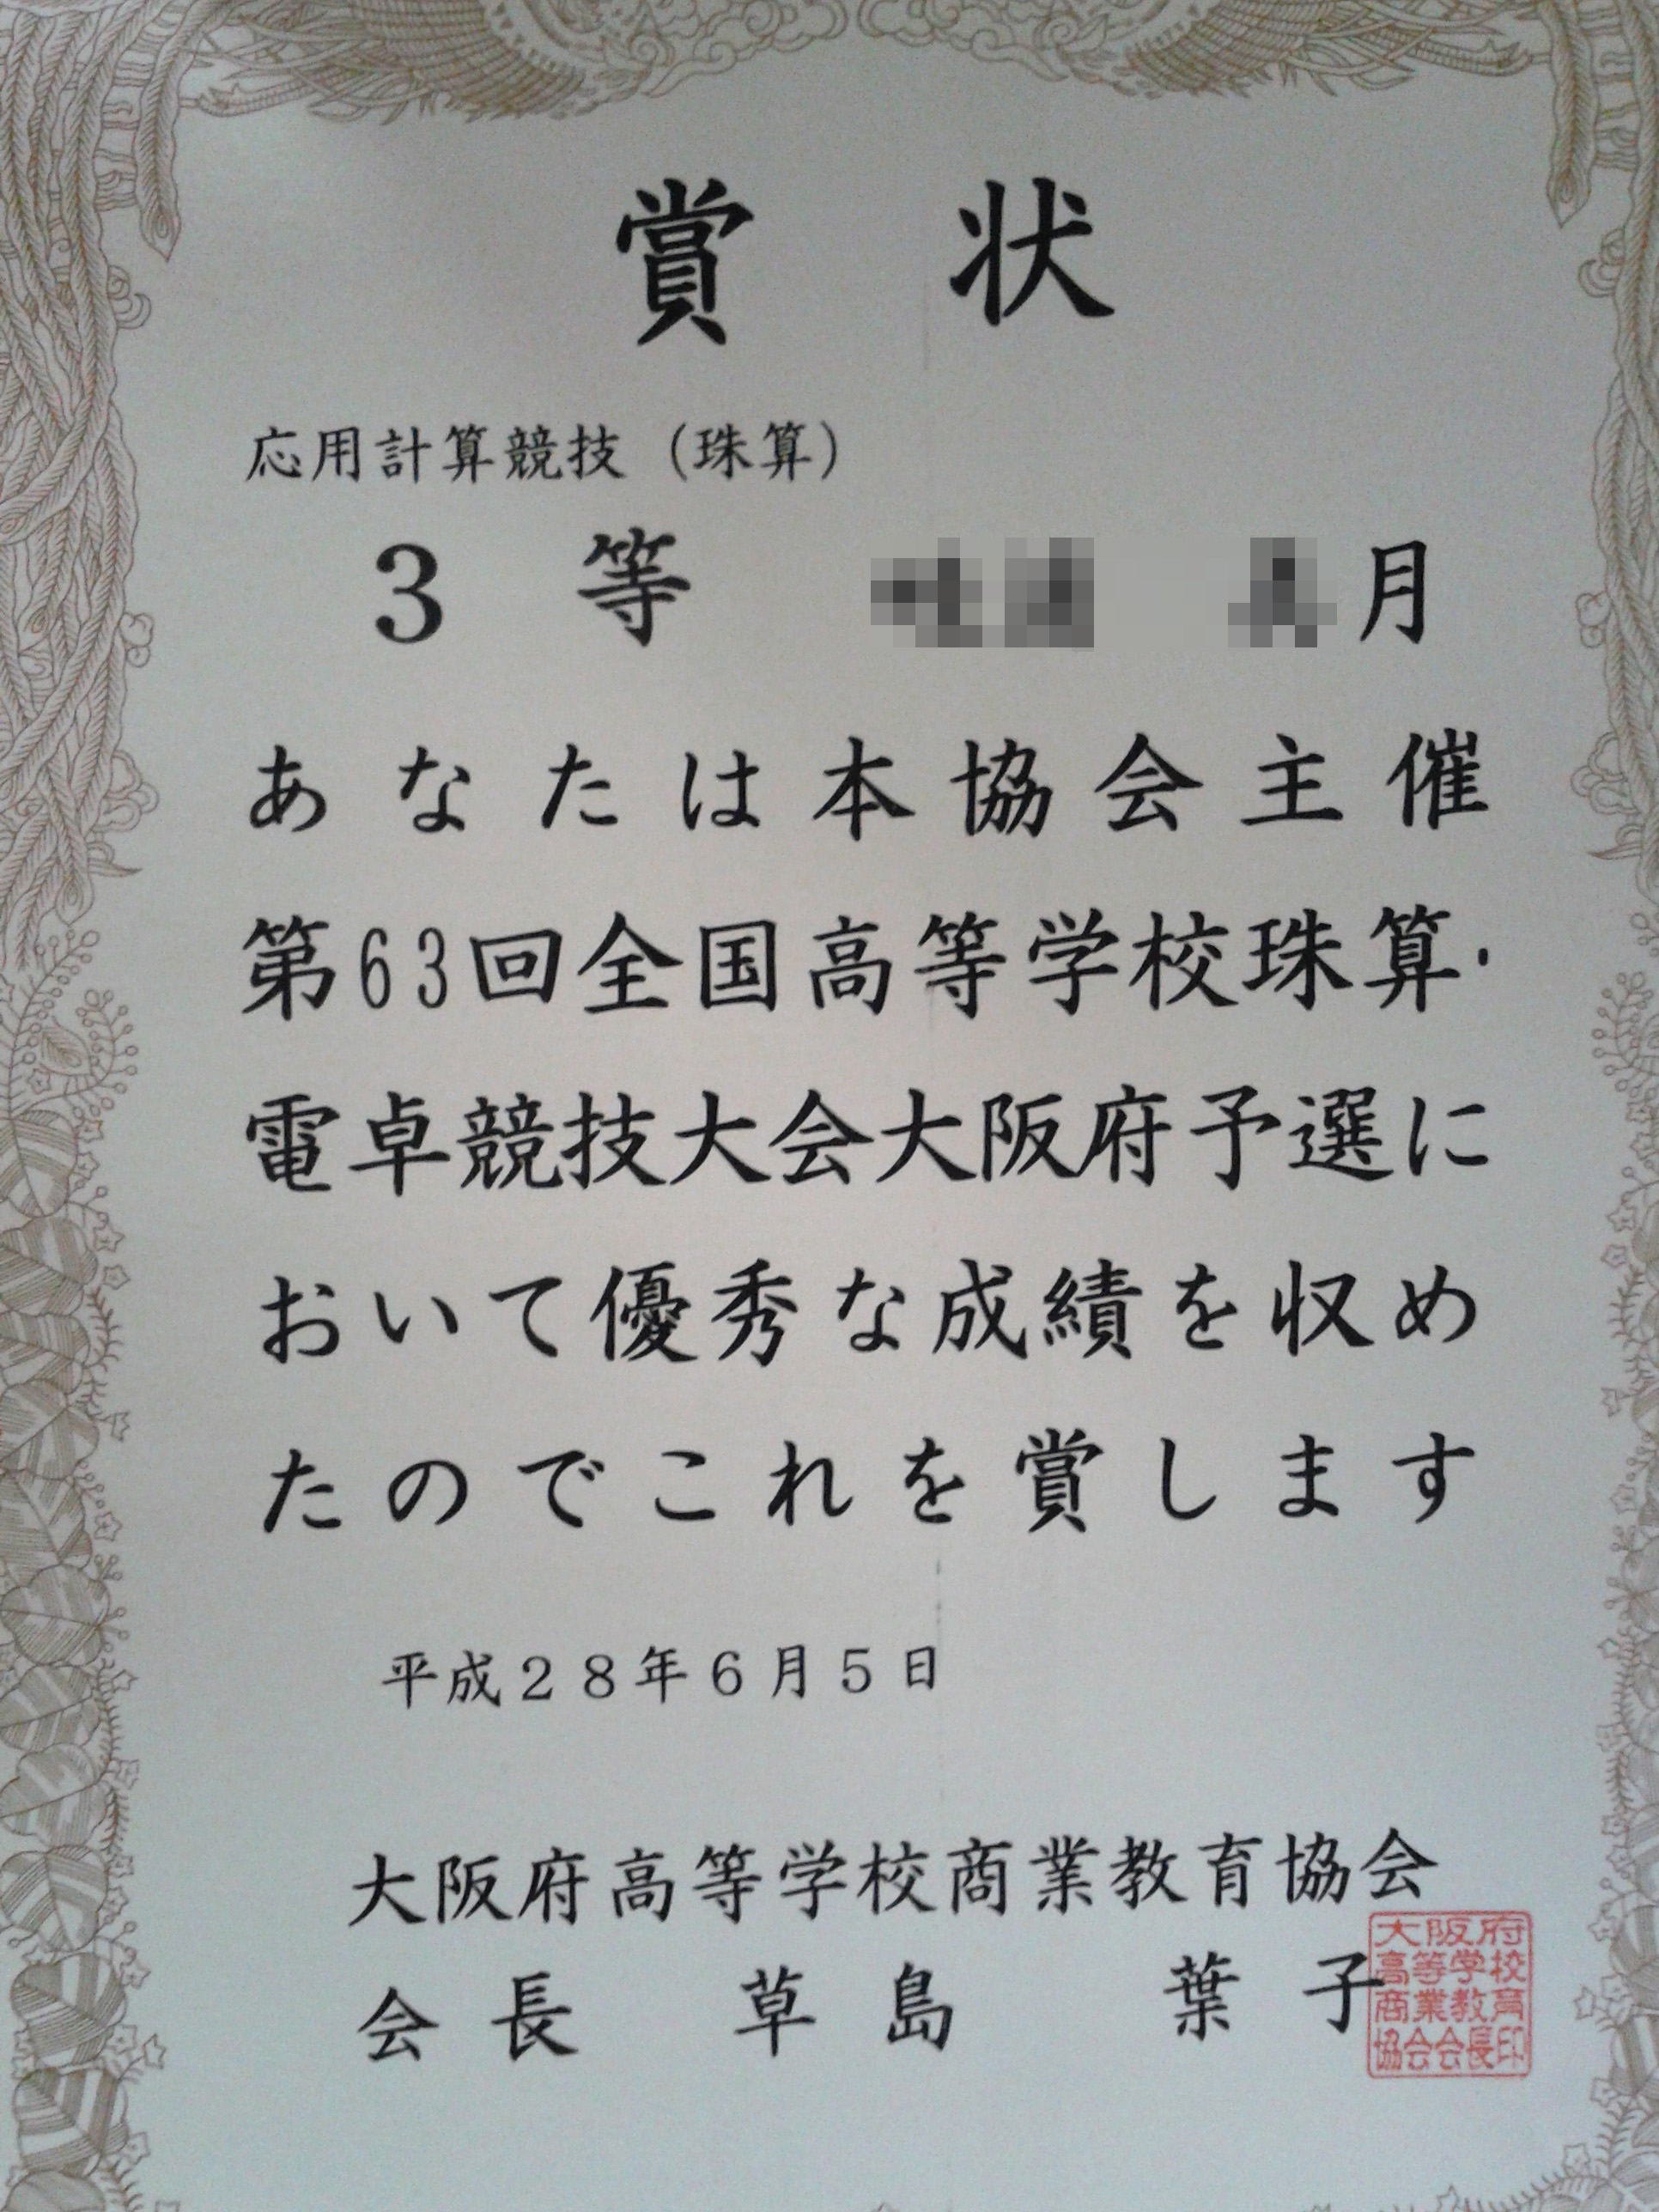 賞状
応用計算競技（珠算）
3等 月
あなたは本協会主催
第63回全国高等学校珠算・
電卓競技大会大阪府予選に
おいて優秀な成績を収め
たのでこれを賞します
平成２８年６月５日
大阪府高等学校商業教育協会
会長 草島 葉子
大阪府
高等学校
商業教育
協会会長印